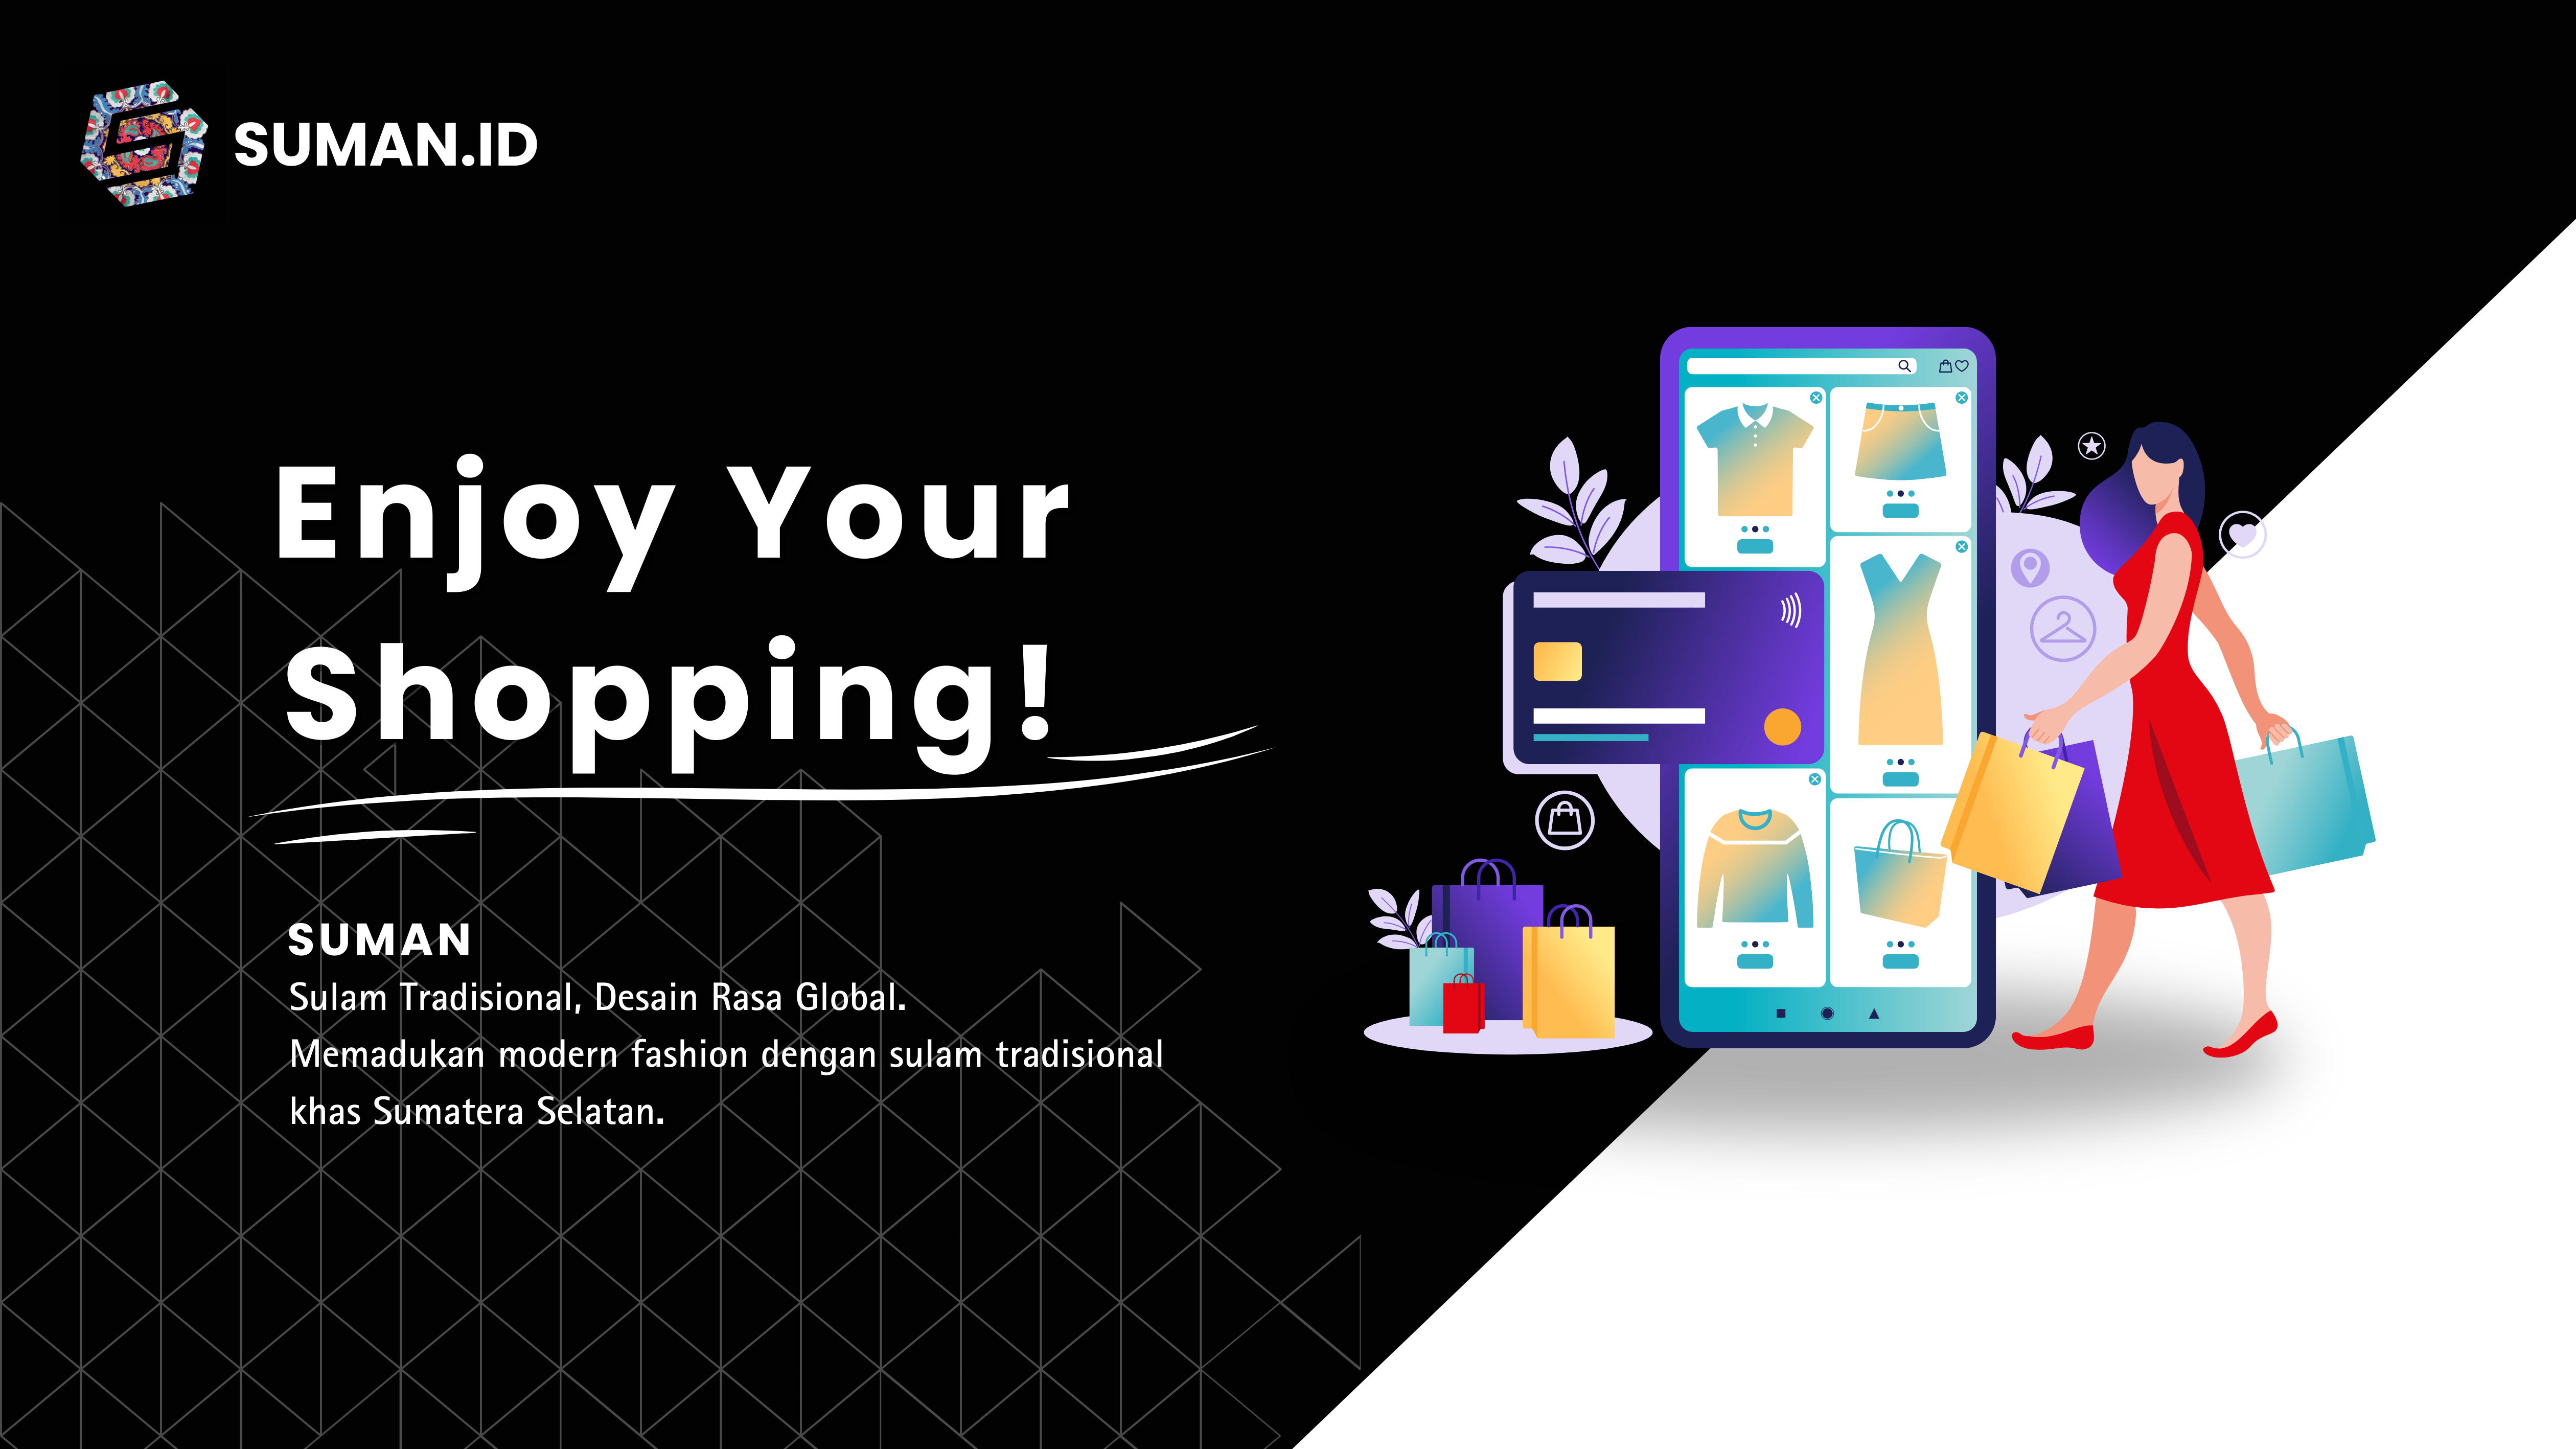 SUMAN.ID
Enjoy Your
Shopping!
SUMAN
Sulam Tradisional, Desain Rasa Global.
Memadukan modern fashion dengan sulam tradisional
khas Sumatera Selatan.